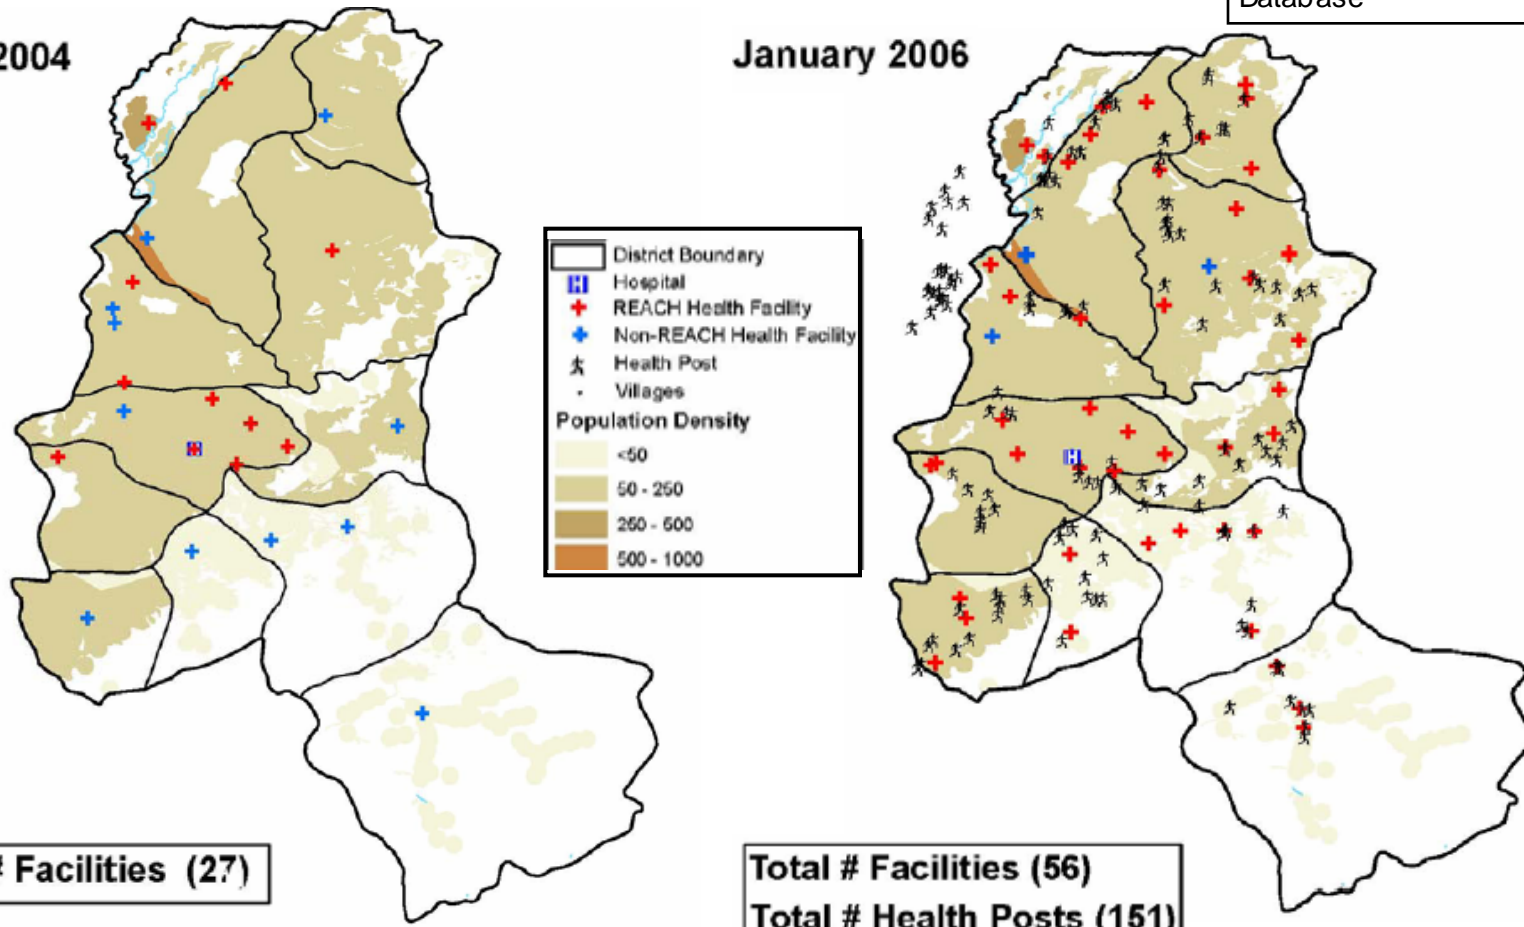 Database
2004
January 2006
District Boundary
Hospital
REACH Health Facility
Non-REACH Health Facility
Health Post
Villages
Population Density
<50
50 - 250
250 - 500
500 - 1000
H
H
H
# Facilities (27)
Total # Facilities (56)
Total # Health Posts (151)